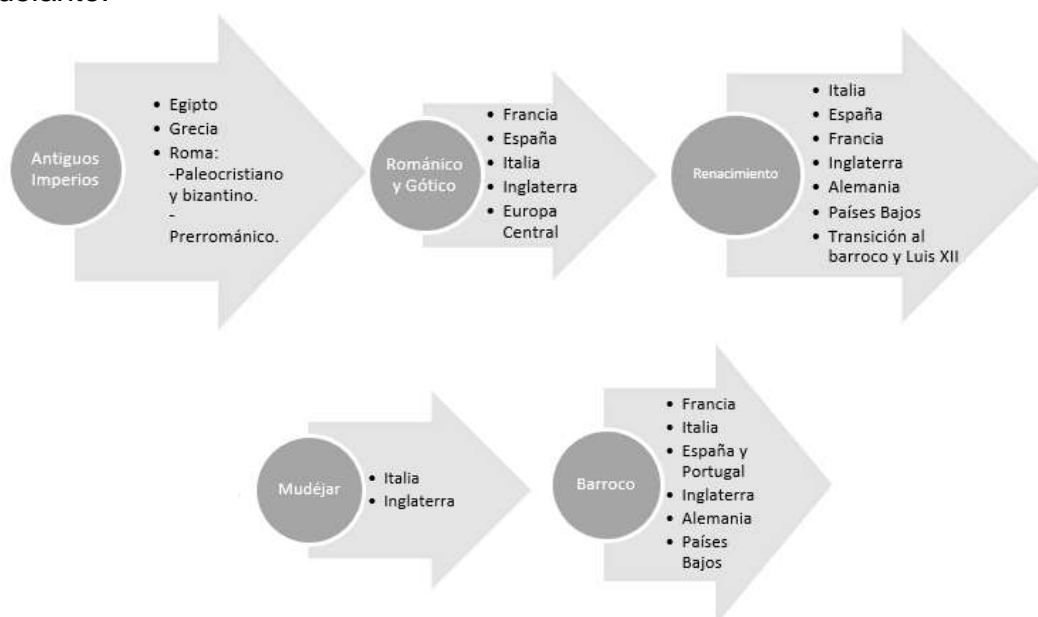 Antiguos
Imperios
• Egipto
• Grecia
• Roma:
-Paleocristiano
y bizantino.
-
Prerrománico.
Románico
y Gótico
• Francia
• España
• Italia
• Inglaterra
• Europa
Central
Renacimiento
• Italia
• España
• Francia
• Inglaterra
• Alemania
• Países Bajos
• Transición al
barroco y Luis XII
Mudéjar
• Italia
• Inglaterra
Barroco
• Francia
• Italia
• España y
Portugal
• Inglaterra
• Alemania
• Países
Bajos